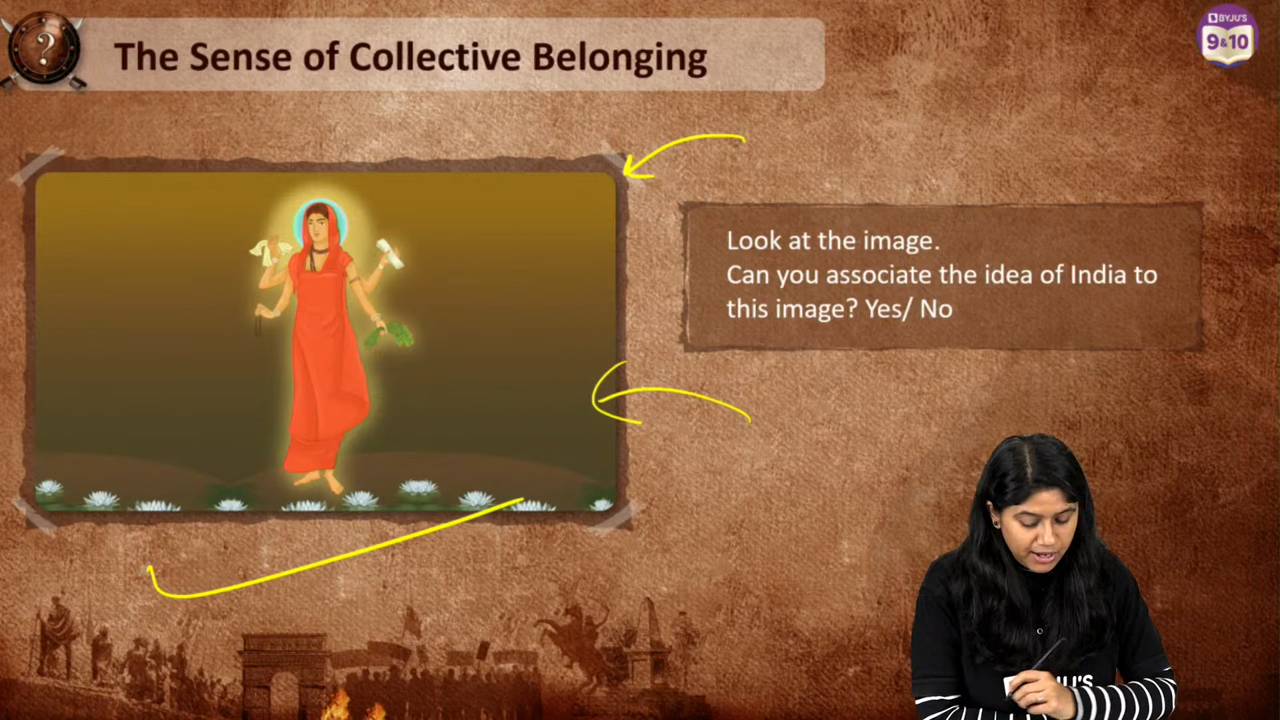 The Sense of Collective Belonging
BYJU'S
9&10
Look at the image.
Can you associate the idea of India to
this image? Yes/ No